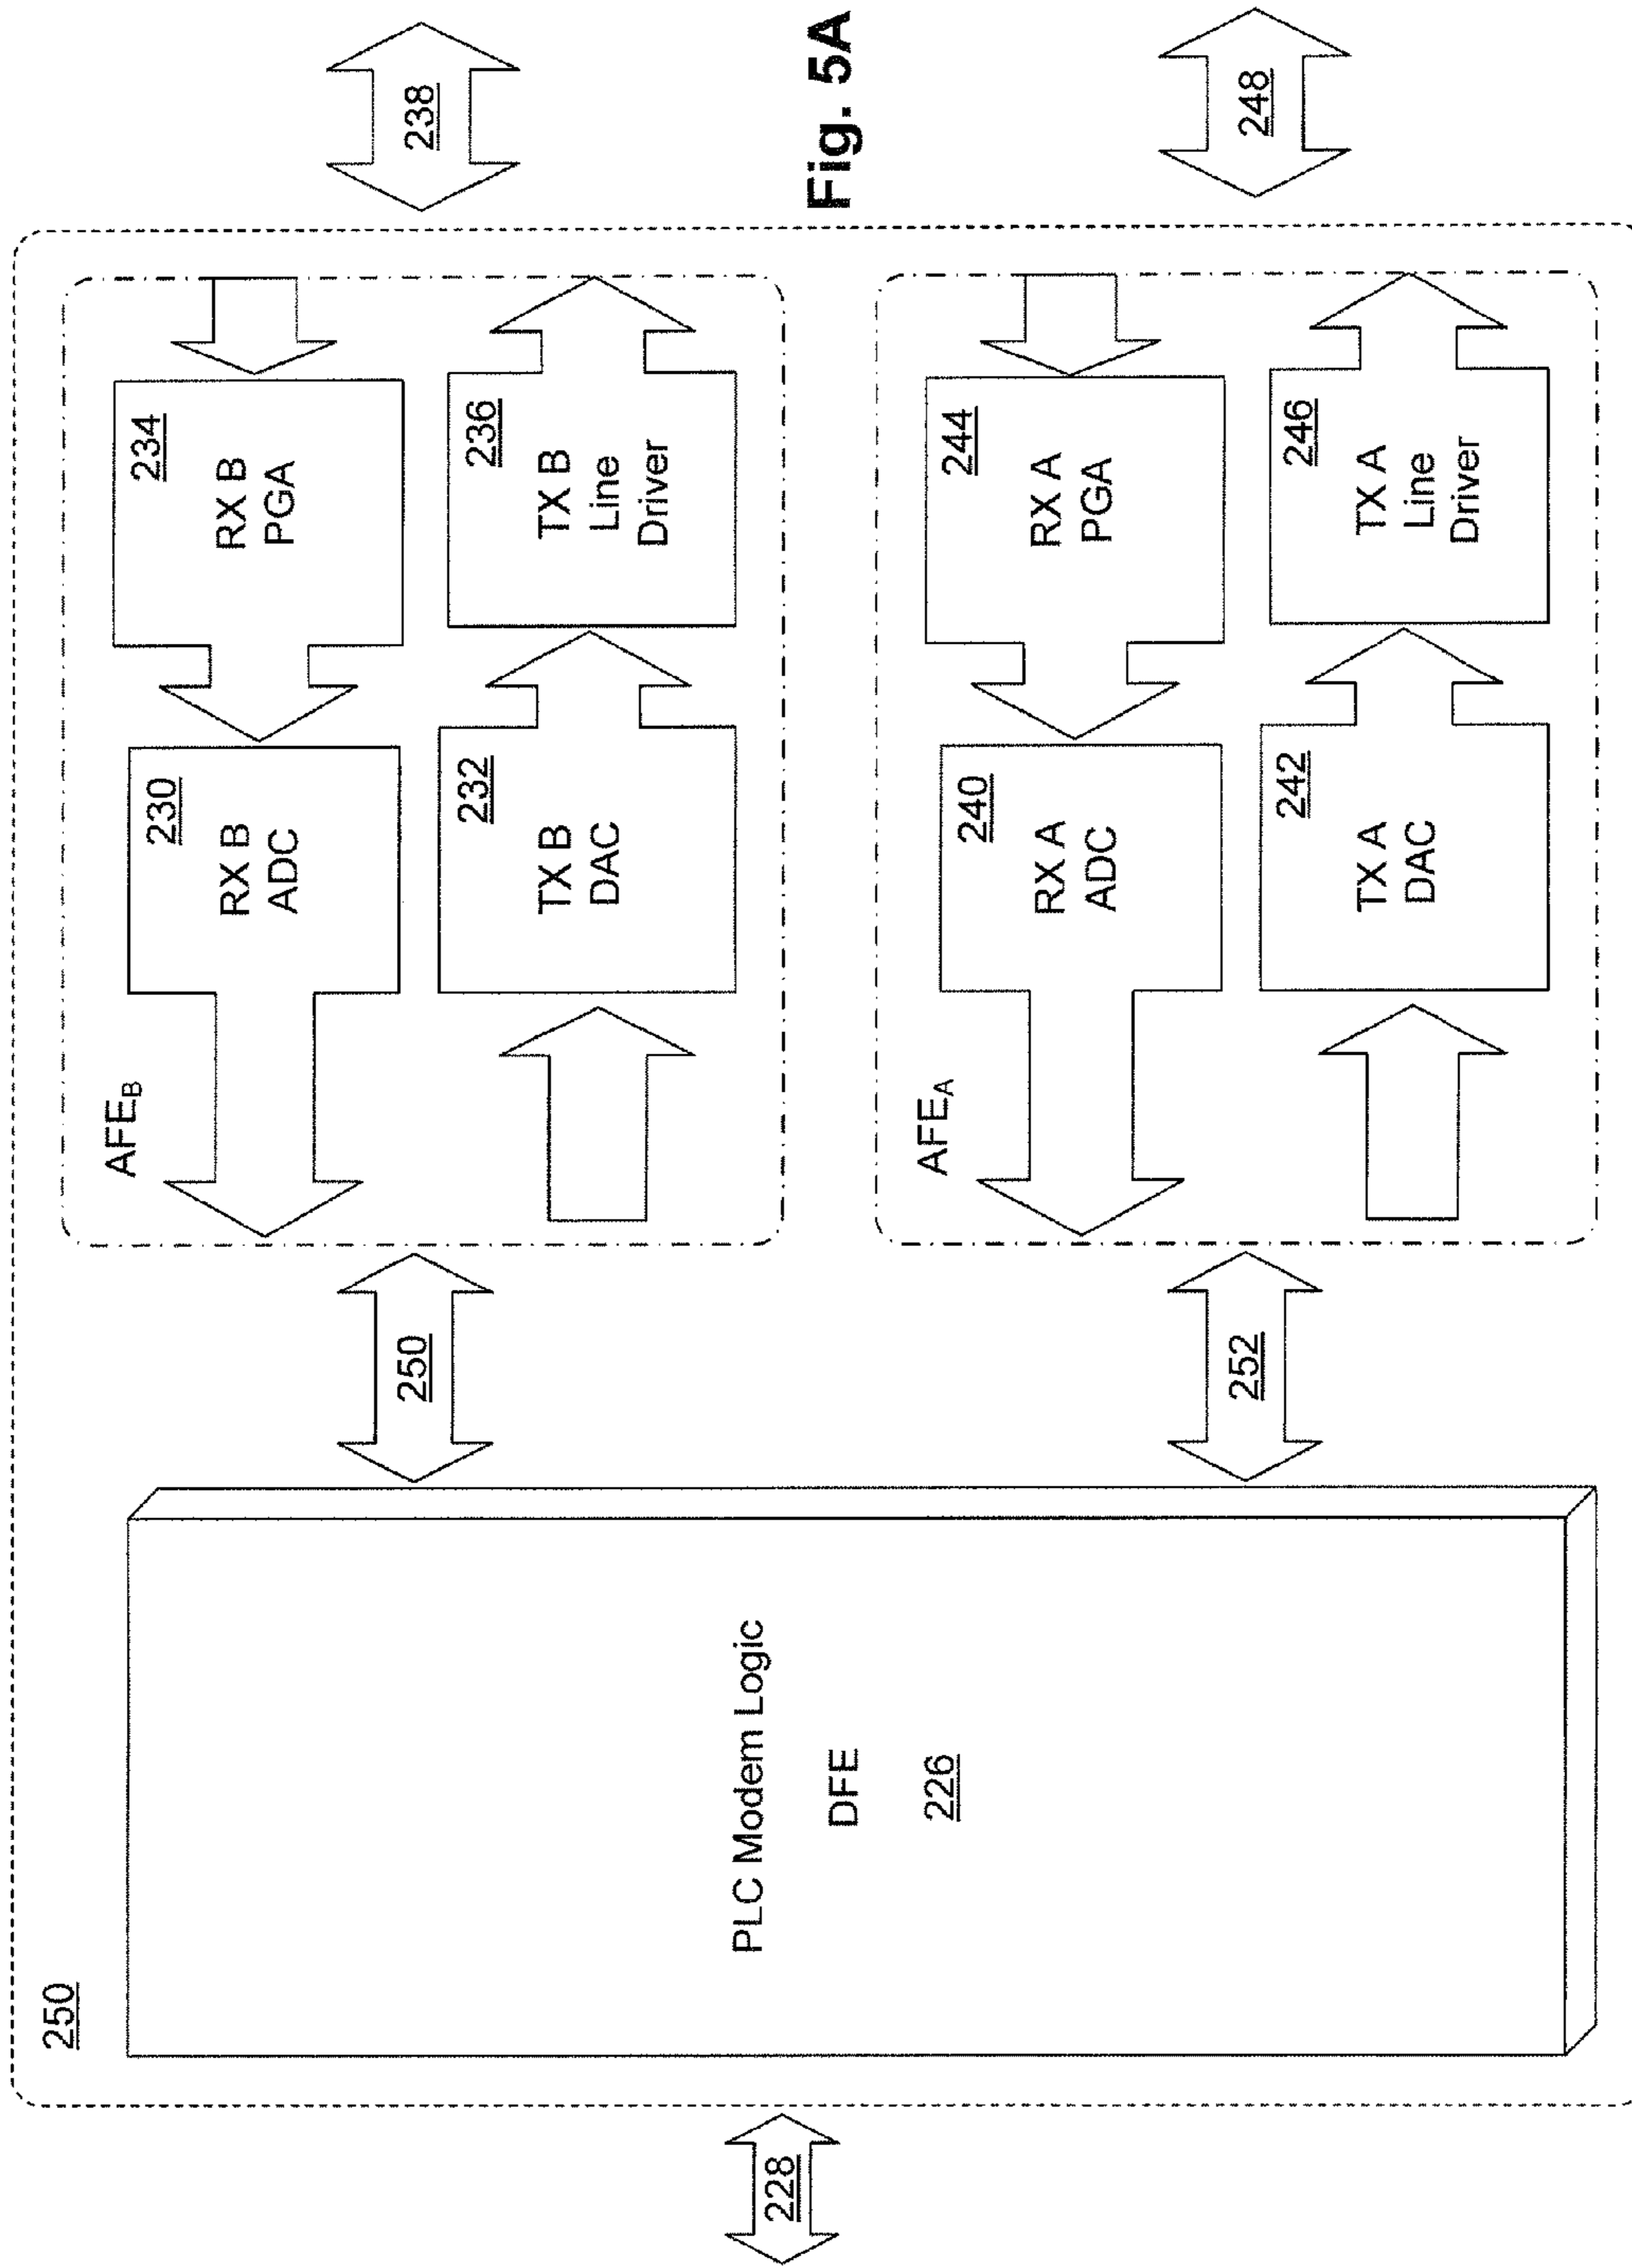 250
228
PLC Modem Logic
DFE
226
250
252
AFEB
230
RX B
ADC
234
RX B
PGA
232
TX B
DAC
236
TX B
Line
Driver
238
AFEA
240
RX A
ADC
244
RX A
PGA
242
TX A
DAC
246
TX A
Line
Driver
248
Fig. 5A